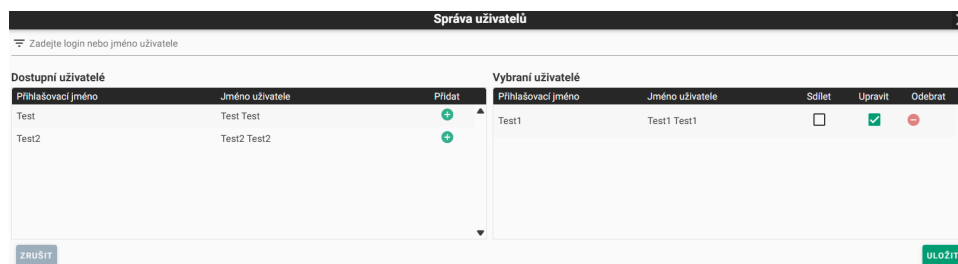 Správa uživatelů
Zadejte login nebo jméno uživatele
Dostupní uživatelé
Přihlašovací jméno Jméno uživatele Přidat
Test Test Test
Test2 Test2 Test2
Vybraní uživatelé
Přihlašovací jméno Jméno uživatele Sdílet Upravit Odebrat
Test1 Test1 Test1
ZRUŠIT
ULOŽIT